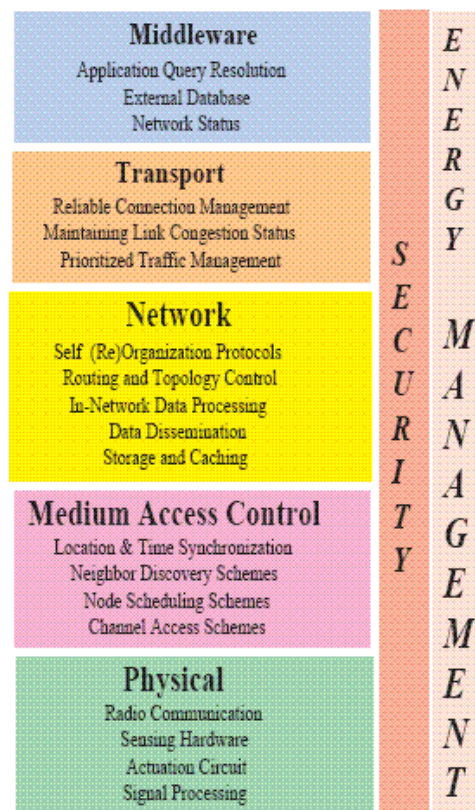 Middleware
Application Query Resolution
External Database
Network Status
Transport
Reliable Connection Management
Maintaining Link Congestion Status
Prioritized Traffic Management
Network
Self (Re)Organization Protocols
Routing and Topology Control
In-Network Data Processing
Data Dissemination
Storage and Caching
Medium Access Control
Location & Time Synchronization
Neighbor Discovery Schemes
Node Scheduling Schemes
Channel Access Schemes
Physical
Radio Communication
Sensing Hardware
Actuation Circuit
Signal Processing
SECURITY
ENERGY MANAGEMENT